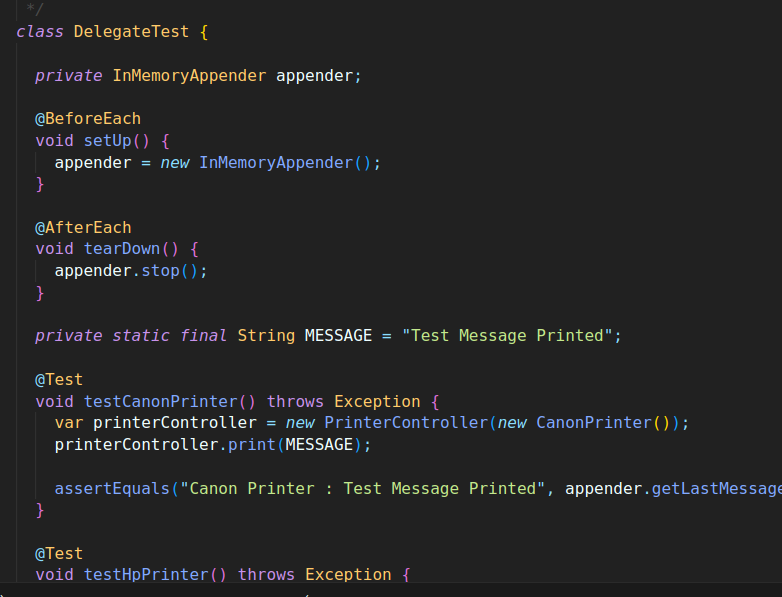 */
class DelegateTest {
private InMemoryAppender appender;
@BeforeEach
void setUp() {
appender = new InMemoryAppender();
}
@AfterEach
void tearDown() {
appender.stop();
}
private static final String MESSAGE = "Test Message Printed";
@Test
void testCanonPrinter() throws Exception {
var printerController = new PrinterController(new CanonPrinter());
printerController.print(MESSAGE);
assertEquals("Canon Printer : Test Message Printed", appender.getLastMessage
}
@Test
void testHpPrinter() throws Exception {